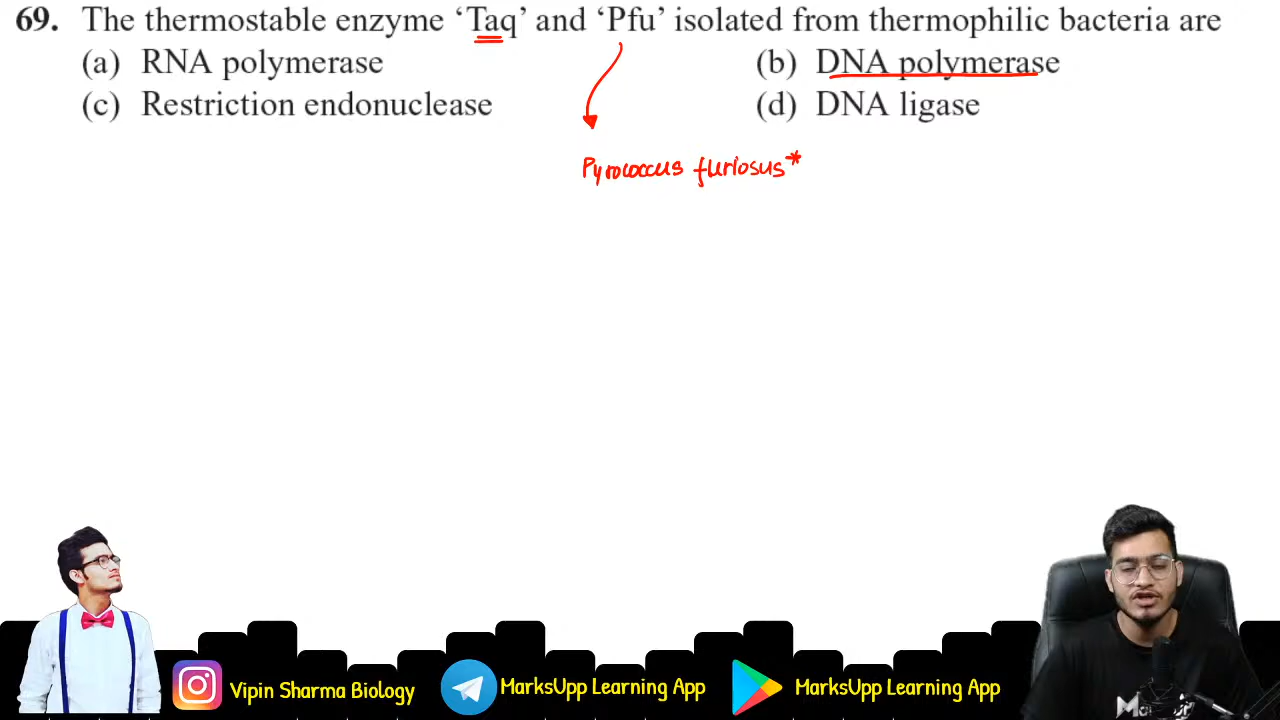 69. The thermostable enzyme ‘Taq’ and ‘Pfu’ isolated from thermophilic bacteria are
(a) RNA polymerase (b) DNA polymerase
(c) Restriction endonuclease (d) DNA ligase
Pyrococcus furiosus*
Vipin Sharma Biology
MarksUpp Learning App
MarksUpp Learning App